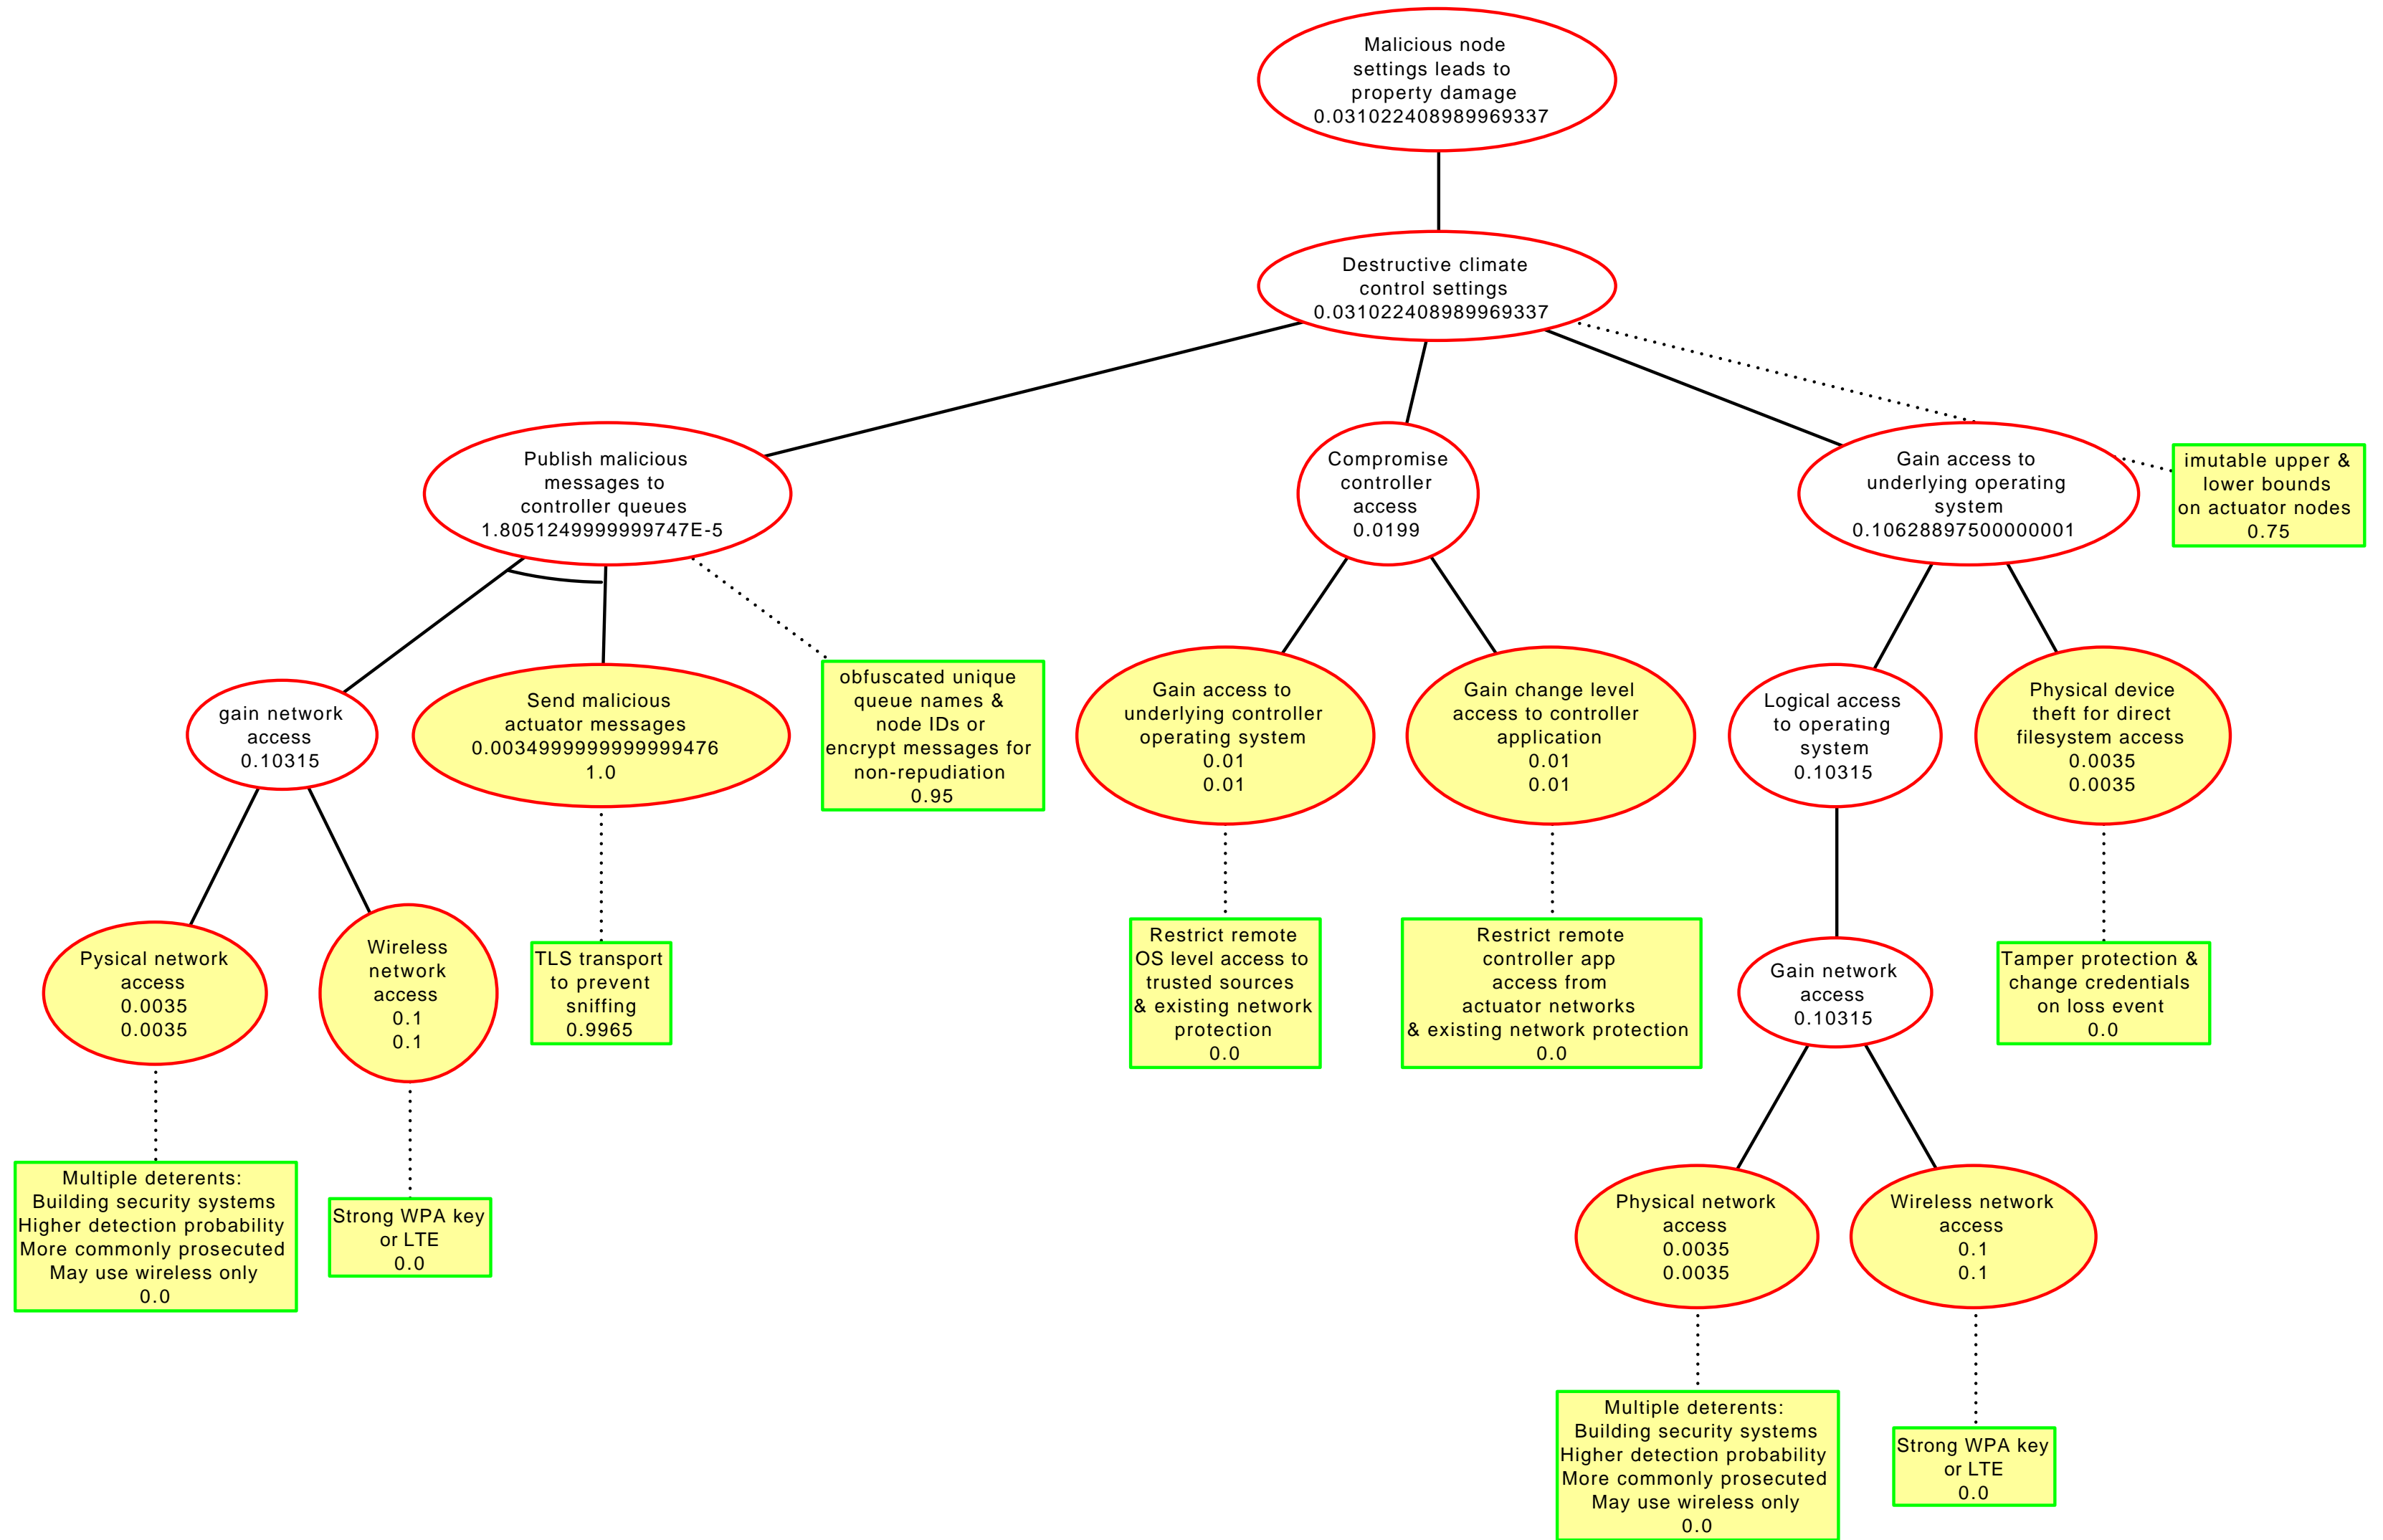 Malicious node
settings leads to
property damage
0.031022408989969337
Destructive climate
control settings
0.031022408989969337
Publish malicious
messages to
controller queues
1.8051249999999747E-5
Compromise
controller
access
0.0199
Gain access to
underlying operating
system
0.10628897500000001
imutable upper &
lower bounds
on actuator nodes
0.75
gain network
access
0.10315
Send malicious
actuator messages
0.0034999999999999476
1.0
obfuscated unique
queue names &
node IDs or
encrypt messages for
non-repudiation
0.95
Gain access to
underlying controller
operating system
0.01
0.01
Gain change level
access to controller
application
0.01
0.01
Logical access
to operating
system
0.10315
Physical device
theft for direct
filesystem access
0.0035
0.0035
Pysical network
access
0.0035
0.0035
Wireless
network
access
0.1
0.1
TLS transport
to prevent
sniffing
0.9965
Restrict remote
OS level access to
trusted sources
& existing network
protection
0.0
Restrict remote
controller app
access from
actuator networks
& existing network protection
0.0
Gain network
access
0.10315
Tamper protection &
change credentials
on loss event
0.0
Multiple deterents:
Building security systems
Higher detection probability
More commonly prosecuted
May use wireless only
0.0
Strong WPA key
or LTE
0.0
Physical network
access
0.0035
0.0035
Wireless network
access
0.1
0.1
Multiple deterents:
Building security systems
Higher detection probability
More commonly prosecuted
May use wireless only
0.0
Strong WPA key
or LTE
0.0